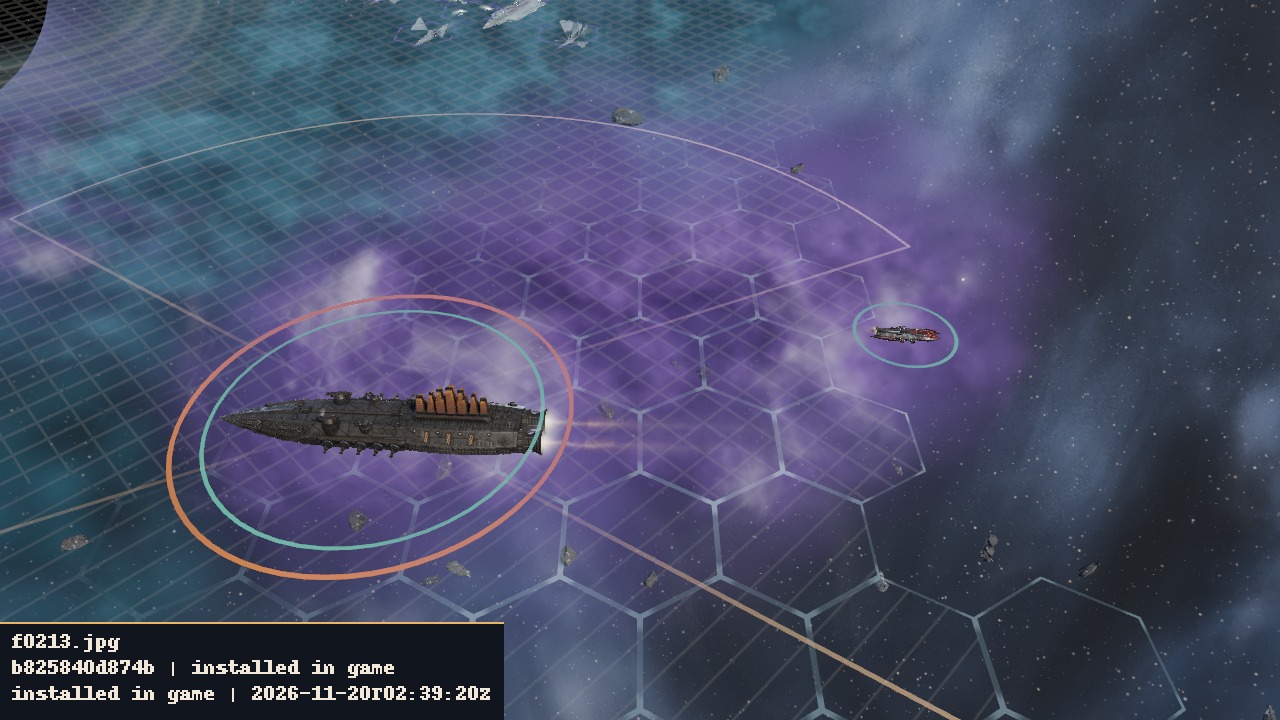 f0213.jpg
b825840d874b | installed in game
installed in game | 2026-11-20T02:39:20z